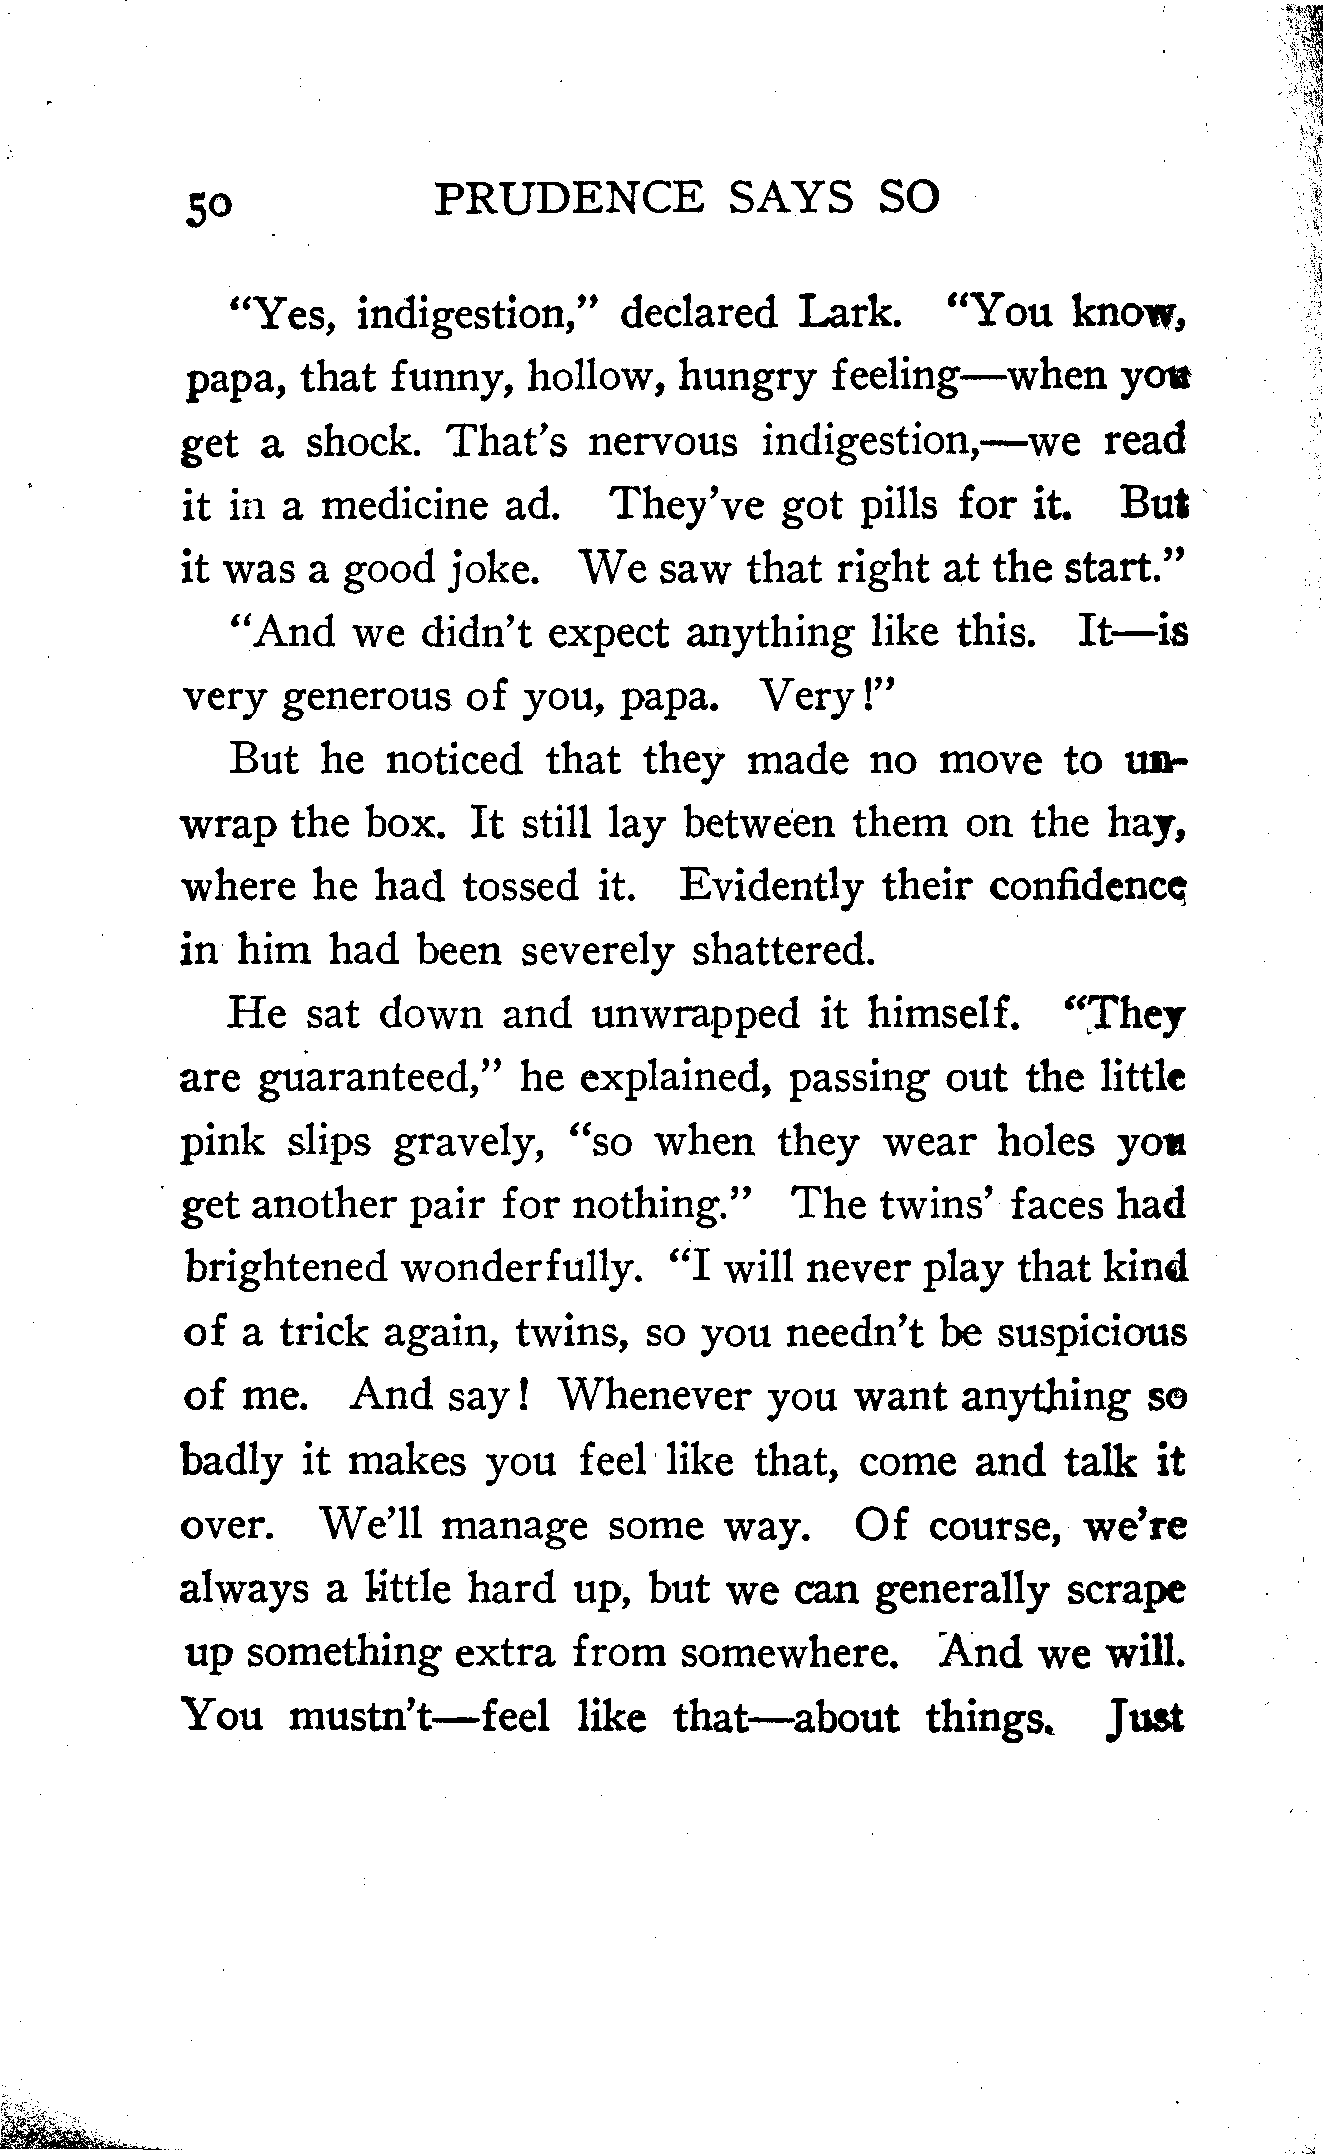 50 PRUDENCE SAYS SO
"Yes, indigestion," declared Lark. "You know,
papa, that funny, hollow, hungry feeling—when you
get a shock. That's nervous indigestion,—we read
it in a medicine ad. They've got pills for it. But
it was a good joke. We saw that right at the start."
"And we didn't expect anything like this. It—is
very generous of you, papa. Very!"
But he noticed that they made no move to un-
wrap the box. It still lay between them on the hay,
where he had tossed it. Evidently their confidence
in him had been severely shattered.
He sat down and unwrapped it himself. "They
are guaranteed," he explained, passing out the little
pink slips gravely, "so when they wear holes you
get another pair for nothing." The twins' faces had
brightened wonderfully. "I will never play that kind
of a trick again, twins, so you needn't be suspicious
of me. And say! Whenever you want anything so
badly it makes you feel like that, come and talk it
over. We'll manage some way. Of course, we're
always a little hard up, but we can generally scrape
up something extra from somewhere. And we will.
You mustn't—feel like that—about things. Just